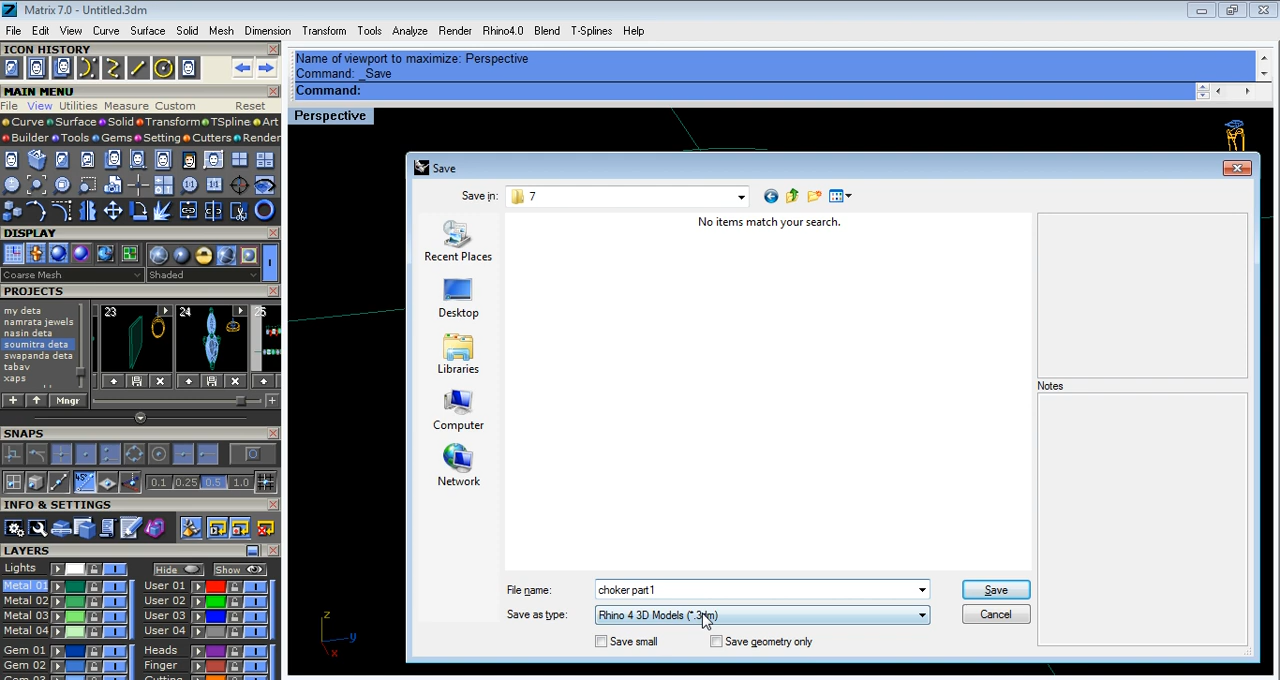 Matrix 7.0 - Untitled.3dm
File Edit View Curve Surface Solid Mesh Dimension Transform Tools Analyze Render Rhino4.0 Blend T-Splines Help
ICON HISTORY
Name of viewport to maximize: Perspective
Command: _Save
Command:
MAIN MENU
File View Utilities Measure Custom Reset
Curve Surface Solid Transform TSpline Art
Builder Tools Gems Setting Cutters Render
Perspective
DISPLAY
Coarse Mesh Shaded
PROJECTS
my deta
namrata jewels
nasin deta
soumitra deta
swapanda deta
tabav
xaps
23 24 25
Mngr
SNAPS
45°
0.1 0.25 0.5 1.0
INFO & SETTINGS
LAYERS
Lights Hide Show
Metal 01 User 01
Metal 02 User 02
Metal 03 User 03
Metal 04 User 04
Gem 01 Heads
Gem 02 Finger
Gem 03 Cutting
z
y
x
Save
Save in: 7
No items match your search.
Recent Places
Desktop
Libraries
Computer
Network
Notes
File name: choker part1 Save
Save as type: Rhino 4 3D Models (*.3dm) Cancel
Save small Save geometry only